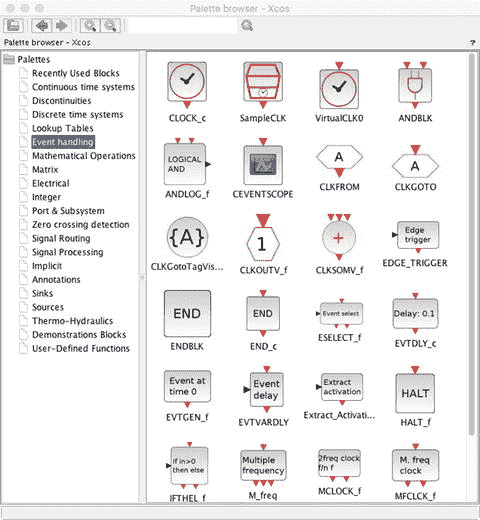 Palette browser - Xcos
Palette browser - Xcos
?
Palettes
Recently Used Blocks
Continuous time systems
Discontinuities
Discrete time systems
Lookup Tables
Event handling
Mathematical Operations
Matrix
Electrical
Integer
Port & Subsystem
Zero crossing detection
Signal Routing
Signal Processing
Implicit
Annotations
Sinks
Sources
Thermo-Hydraulics
Demonstrations Blocks
User-Defined Functions
CLOCK_c
SampleCLK
VirtualCLK0
ANDBLK
LOGICAL
AND
A
A
ANDLOG_f
CEVENTSCOPE
CLKFROM
CLKGOTO
{A}
1
+
Edge
trigger
CLKGotoTagVis...
CLKOUTV_f
CLKSOMV_f
EDGE_TRIGGER
END
END
Event select
Delay: 0.1
ENDBLK
END_c
ESELECT_f
EVTDLY_c
Event at
time 0
Event
delay
Extract
activation
HALT
EVTGEN_f
EVTVARDLY
Extract_Activati...
HALT_f
if in>0
then else
Multiple
frequency
2freq clock
f/n f
M. freq
clock
IFTHEL_f
M_freq
MCLOCK_f
MFCLCK_f